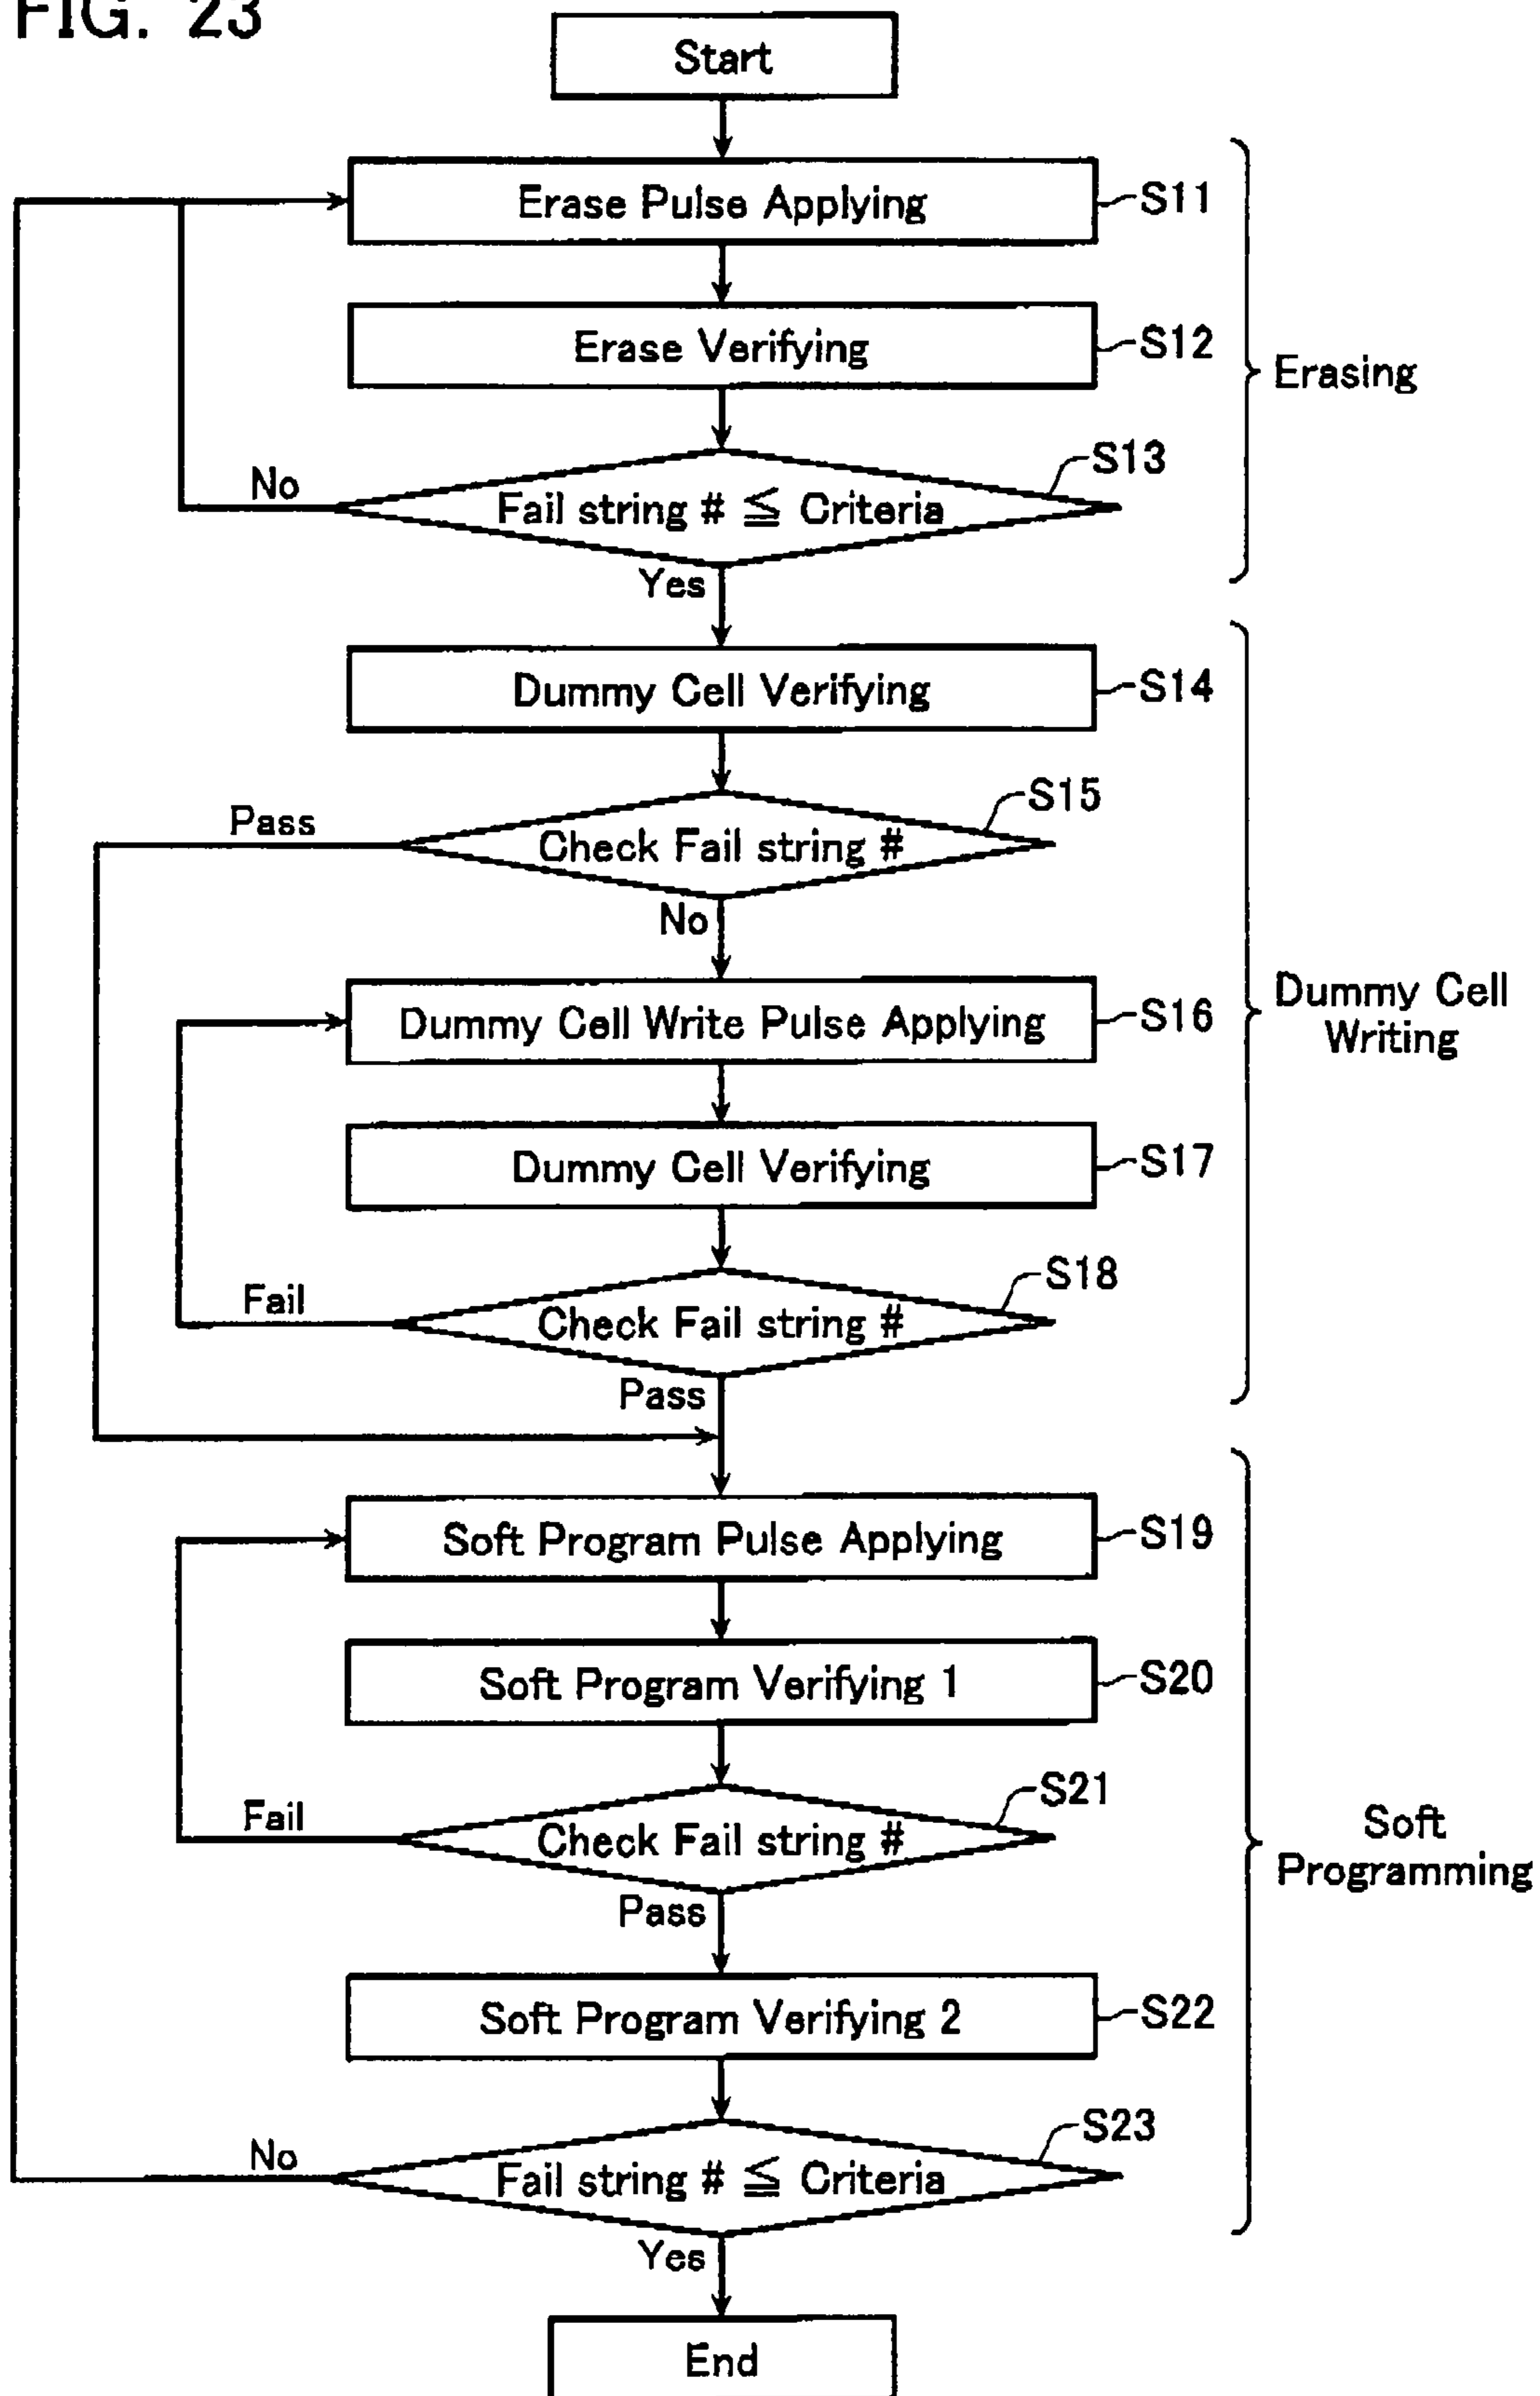 FIG. 23
Start
Erase Pulse Applying
S11
Erase Verifying
S12
Erasing
S13
No
Fail string # ≦ Criteria
Yes
Dummy Cell Verifying
S14
S15
Pass
Check Fail string #
No
Dummy Cell Write Pulse Applying
S16
Dummy Cell
Writing
Dummy Cell Verifying
S17
S18
Fail
Check Fail string #
Pass
Soft Program Pulse Applying
S19
Soft Program Verifying 1
S20
S21
Fail
Check Fail string #
Soft
Programming
Pass
Soft Program Verifying 2
S22
S23
No
Fail string # ≦ Criteria
Yes
End